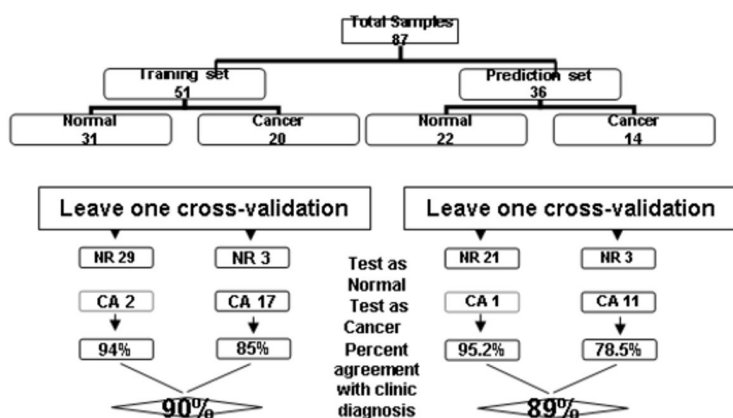 Total Samples
87
Training set
51
Prediction set
36
Normal
31
Cancer
20
Normal
22
Cancer
14
Leave one cross-validation
Leave one cross-validation
NR 29
NR 3
Test as
Normal
NR 21
NR 3
CA 2
CA 17
Test as
Cancer
CA 1
CA 11
94%
85%
Percent
agreement
with clinic
diagnosis
95.2%
78.5%
90%
89%